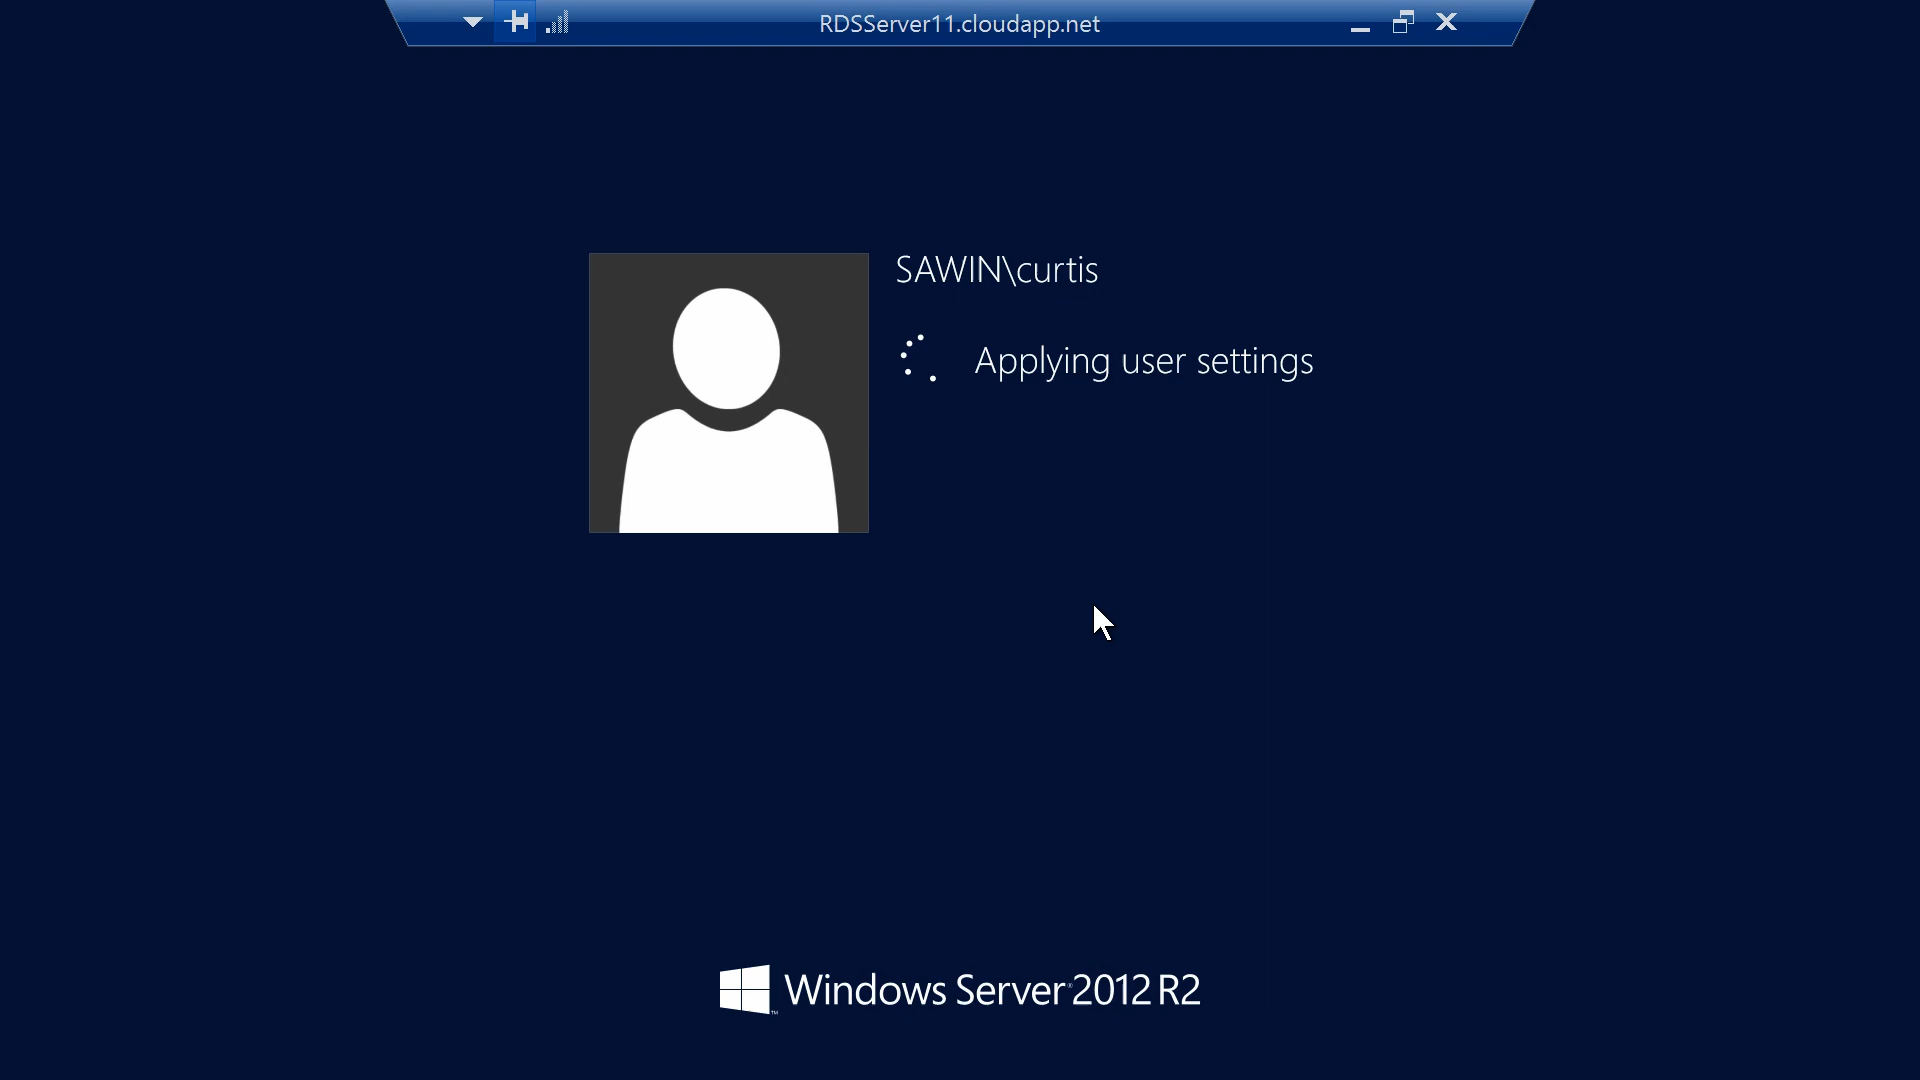 RDSServer11.cloudapp.net
SAWIN\curtis
Applying user settings
Windows Server 2012 R2